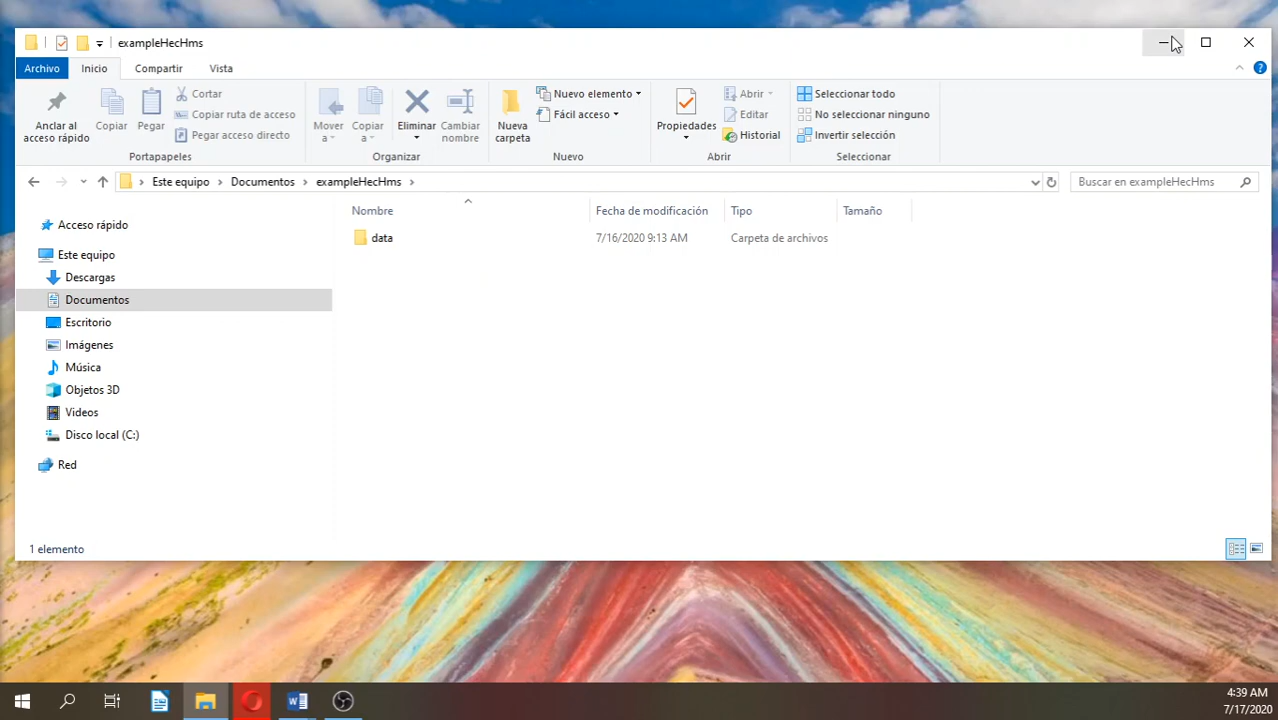 exampleHecHms
Archivo Inicio Compartir Vista
Anclar al acceso rápido
Copiar
Pegar
Cortar
Copiar ruta de acceso
Pegar acceso directo
Portapapeles
Mover a
Copiar a
Eliminar
Cambiar nombre
Organizar
Nueva carpeta
Nuevo elemento
Fácil acceso
Nuevo
Propiedades
Abrir
Editar
Historial
Abrir
Seleccionar todo
No seleccionar ninguno
Invertir selección
Seleccionar
Este equipo > Documentos > exampleHecHms >
Buscar en exampleHecHms
Nombre Fecha de modificación Tipo Tamaño
data 7/16/2020 9:13 AM Carpeta de archivos
Acceso rápido
Este equipo
Descargas
Documentos
Escritorio
Imágenes
Música
Objetos 3D
Videos
Disco local (C:)
Red
1 elemento
4:39 AM
7/17/2020